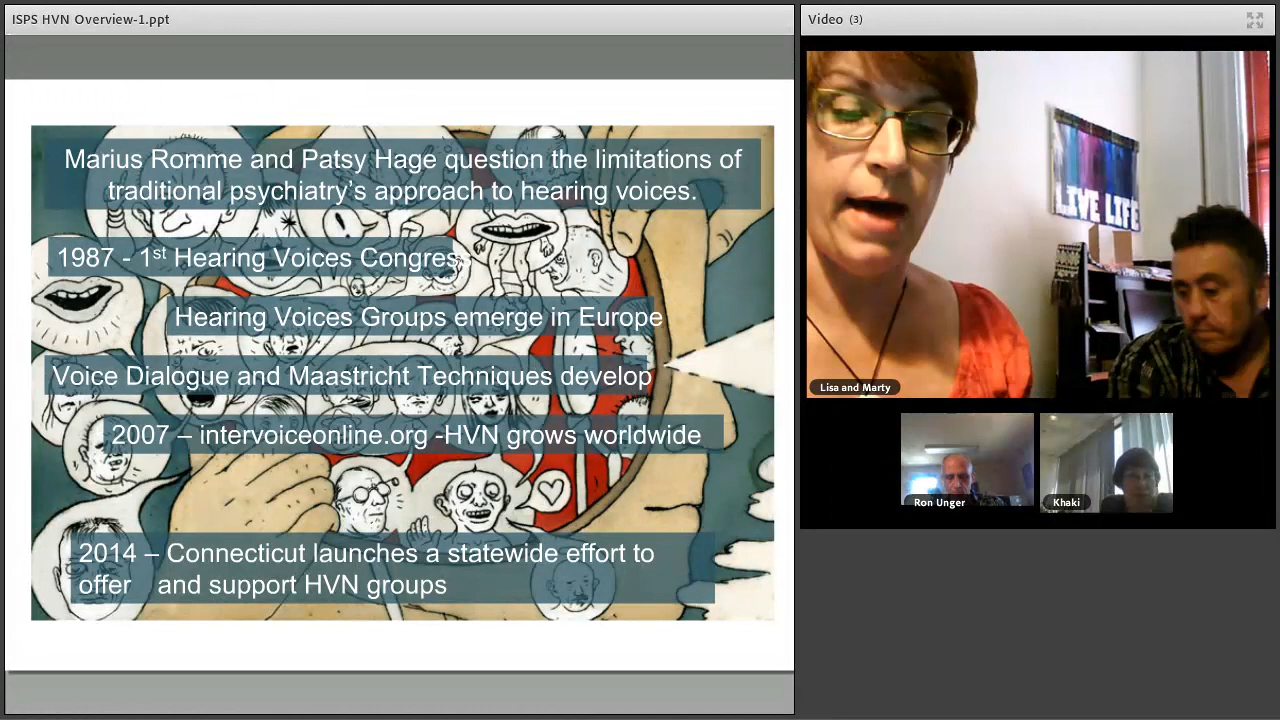 ISPS HVN Overview-1.ppt
Video (3)
Marius Romme and Patsy Hage question the limitations of
traditional psychiatry's approach to hearing voices.
1987 - 1st Hearing Voices Congress
Hearing Voices Groups emerge in Europe
Voice Dialogue and Maastricht Techniques develop
2007 – intervoiceonline.org -HVN grows worldwide
2014 – Connecticut launches a statewide effort to
offer and support HVN groups
LIVE LIFE
Lisa and Marty
Ron Unger
Khaki